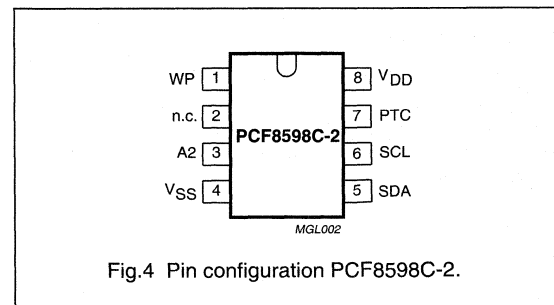 WP 1 8 VDD
n.c. 2 7 PTC
PCF8598C-2
A2 3 6 SCL
VSS 4 5 SDA
MGL002
Fig.4 Pin configuration PCF8598C-2.